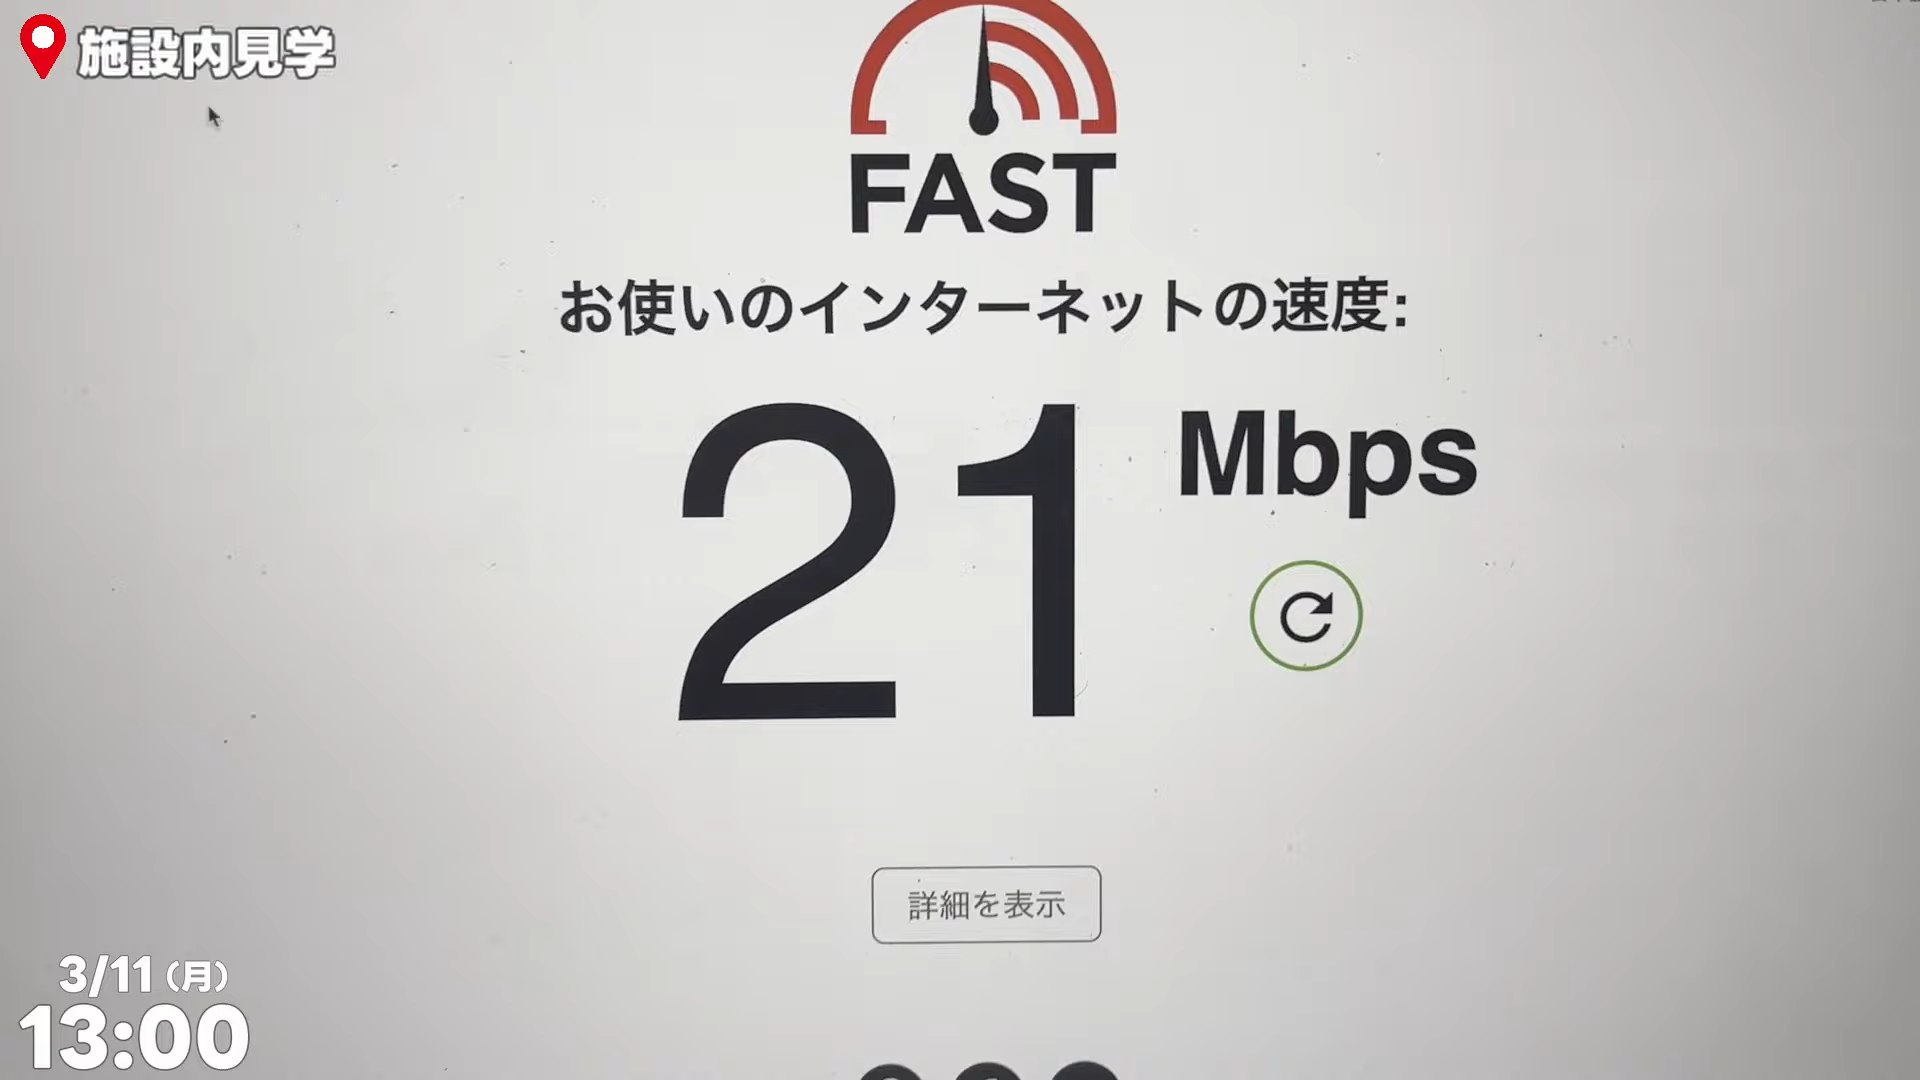 施設内見学
FAST
お使いのインターネットの速度:
21 Mbps
詳細を表示
3/11(月)
13:00